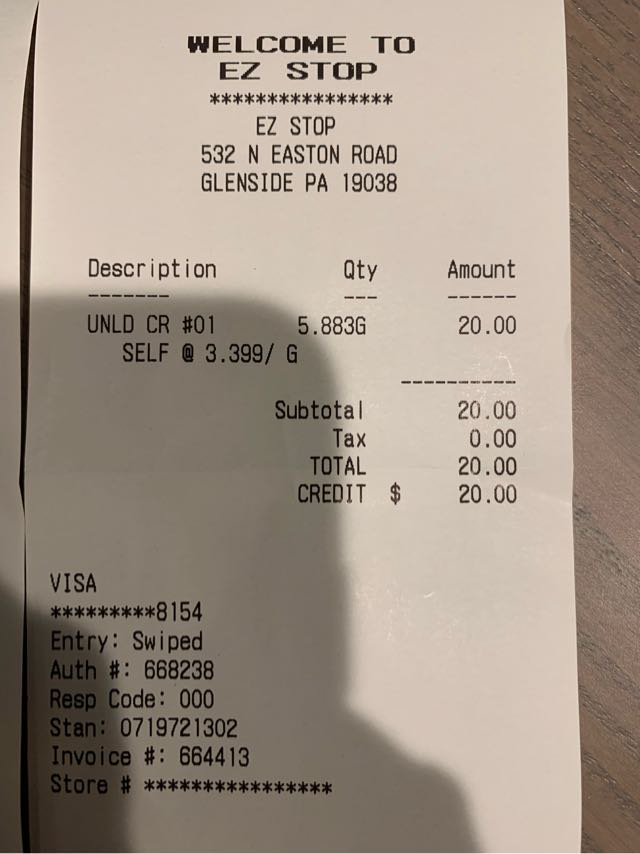 WELCOME TO
EZ STOP
****************
EZ STOP
532 N EASTON ROAD
GLENSIDE PA 19038
Description Qty Amount
------- --- ------
UNLD CR #01 5.883G 20.00
SELF @ 3.399/ G
----------
Subtotal 20.00
Tax 0.00
TOTAL 20.00
CREDIT $ 20.00
VISA
*********8154
Entry: Swiped
Auth #: 668238
Resp Code: 000
Stan: 0719721302
Invoice #: 664413
Store # ****************